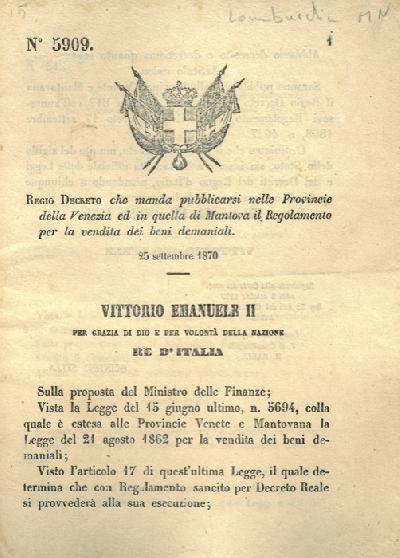 15 Lombardia MN
N° 5909. 1
REGIO DECRETO che manda pubblicarsi nelle Provincie
della Venezia ed in quella di Mantova il Regolamento
per la vendita dei beni demaniali.
25 settembre 1870
VITTORIO EMANUELE II
PER GRAZIA DI DIO E PER VOLONTÀ DELLA NAZIONE
RE D'ITALIA
Sulla proposta del Ministro delle Finanze;
Vista la Legge del 15 giugno ultimo, n. 5694, colla
quale è estesa alle Provincie Venete e Mantovana la
Legge del 21 agosto 1862 per la vendita dei beni de-
maniali;
Visto l'articolo 17 di quest'ultima Legge, il quale de-
termina che con Regolamento sancito per Decreto Reale
si provvederà alla sua esecuzione;